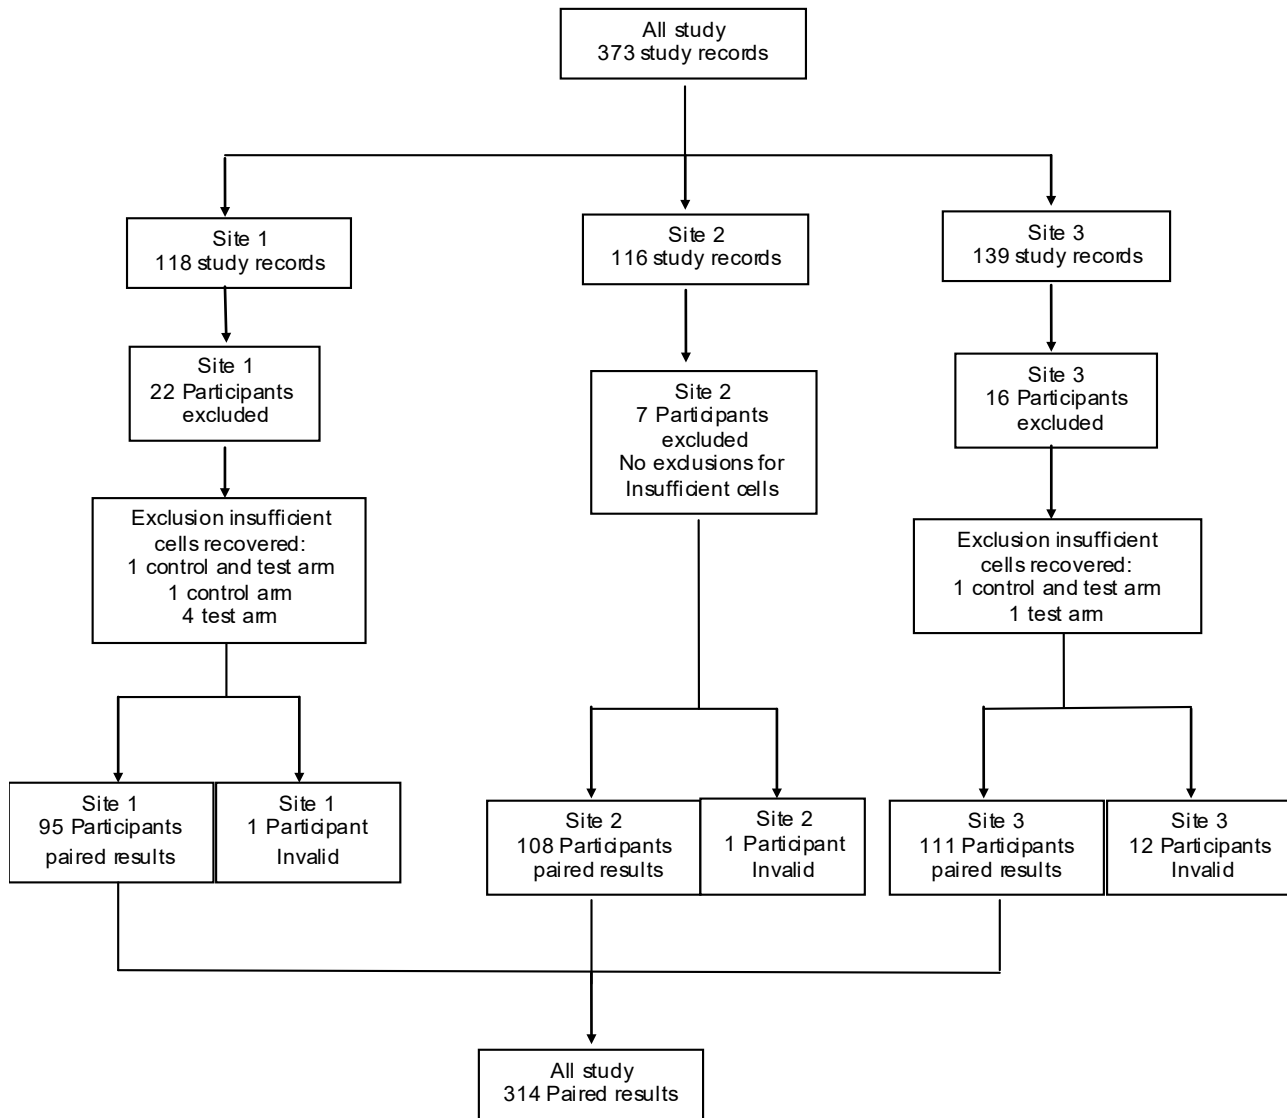 All study
373 study records
Site 1
118 study records
Site 2
116 study records
Site 3
139 study records
Site 1
22 Participants
excluded
Site 2
7 Participants
excluded
No exclusions for
Insufficient cells
Site 3
16 Participants
excluded
Exclusion insufficient
cells recovered:
1 control and test arm
1 control arm
4 test arm
Exclusion insufficient
cells recovered:
1 control and test arm
1 test arm
Site 1
95 Participants
paired results
Site 1
1 Participant
Invalid
Site 2
108 Participants
paired results
Site 2
1 Participant
Invalid
Site 3
111 Participants
paired results
Site 3
12 Participants
Invalid
All study
314 Paired results